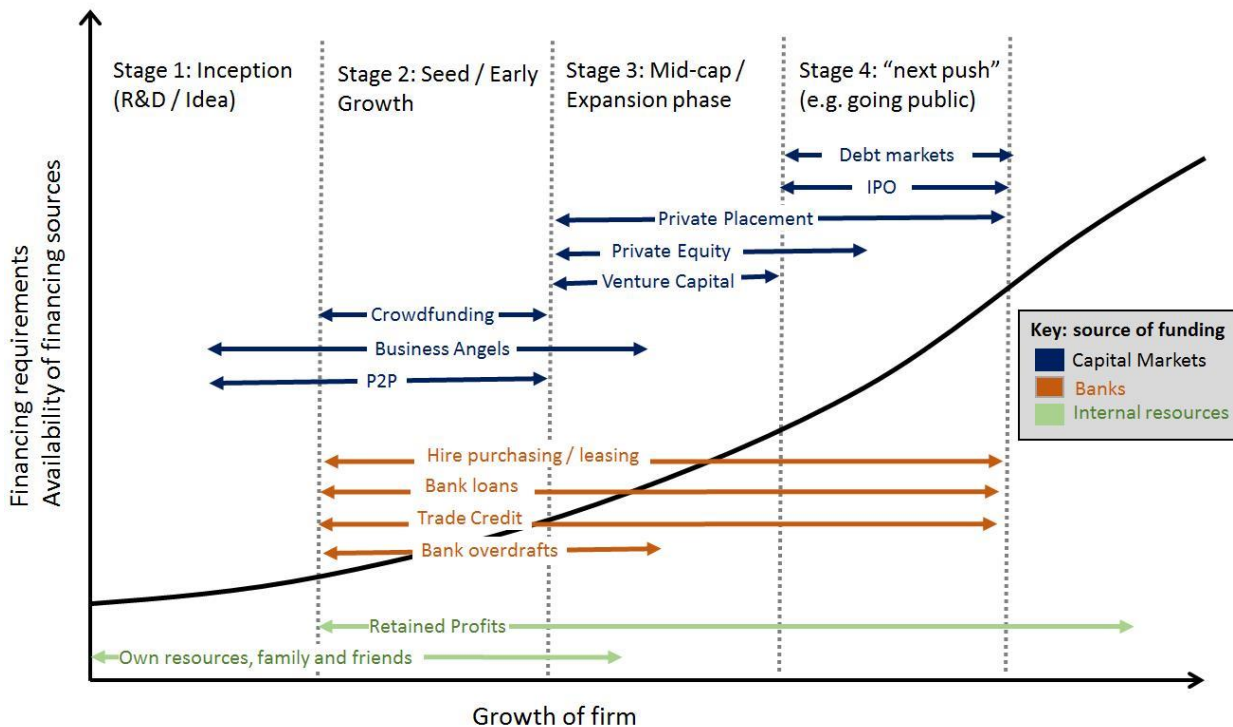 Stage 1: Inception
(R&D / Idea)
Stage 2: Seed / Early
Growth
Stage 3: Mid-cap /
Expansion phase
Stage 4: “next push”
(e.g. going public)
Debt markets
IPO
Private Placement
Private Equity
Venture Capital
Crowdfunding
Business Angels
P2P
Hire purchasing / leasing
Bank loans
Trade Credit
Bank overdrafts
Retained Profits
Own resources, family and friends
Key: source of funding
Capital Markets
Banks
Internal resources
Financing requirements
Availability of financing sources
Growth of firm